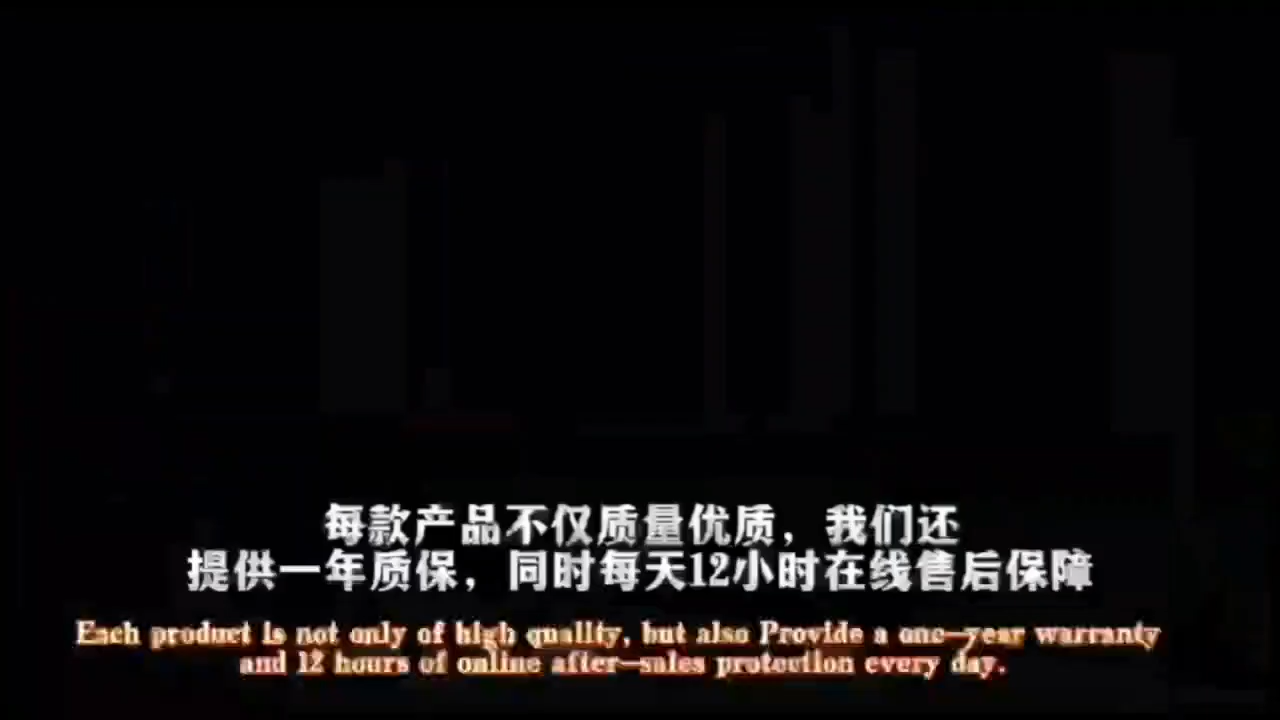 每款产品不仅质量优质，我们还
提供一年质保，同时每天12小时在线售后保障
Each product is not only of high quality, but also Provide a one-year warranty
and 12 hours of online after-sales protection every day.